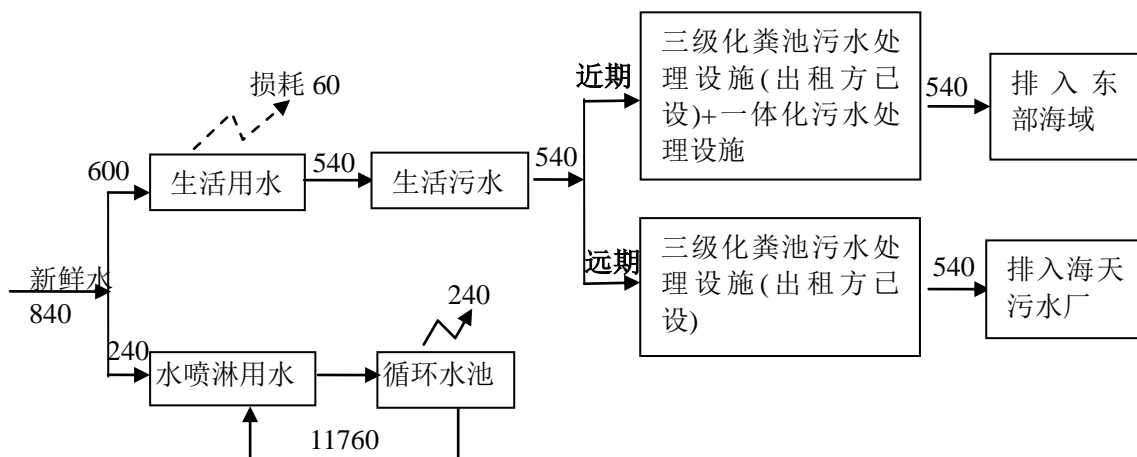 三级化粪池污水处
理设施(出租方已
设)+一体化污水处
理设施
近期
540
排入东
部海域
损耗 60
600
生活用水
540
生活污水
540
新鲜水
840
远期
三级化粪池污水处
理设施(出租方已
设)
540
排入海天
污水厂
240
240
水喷淋用水
循环水池
11760